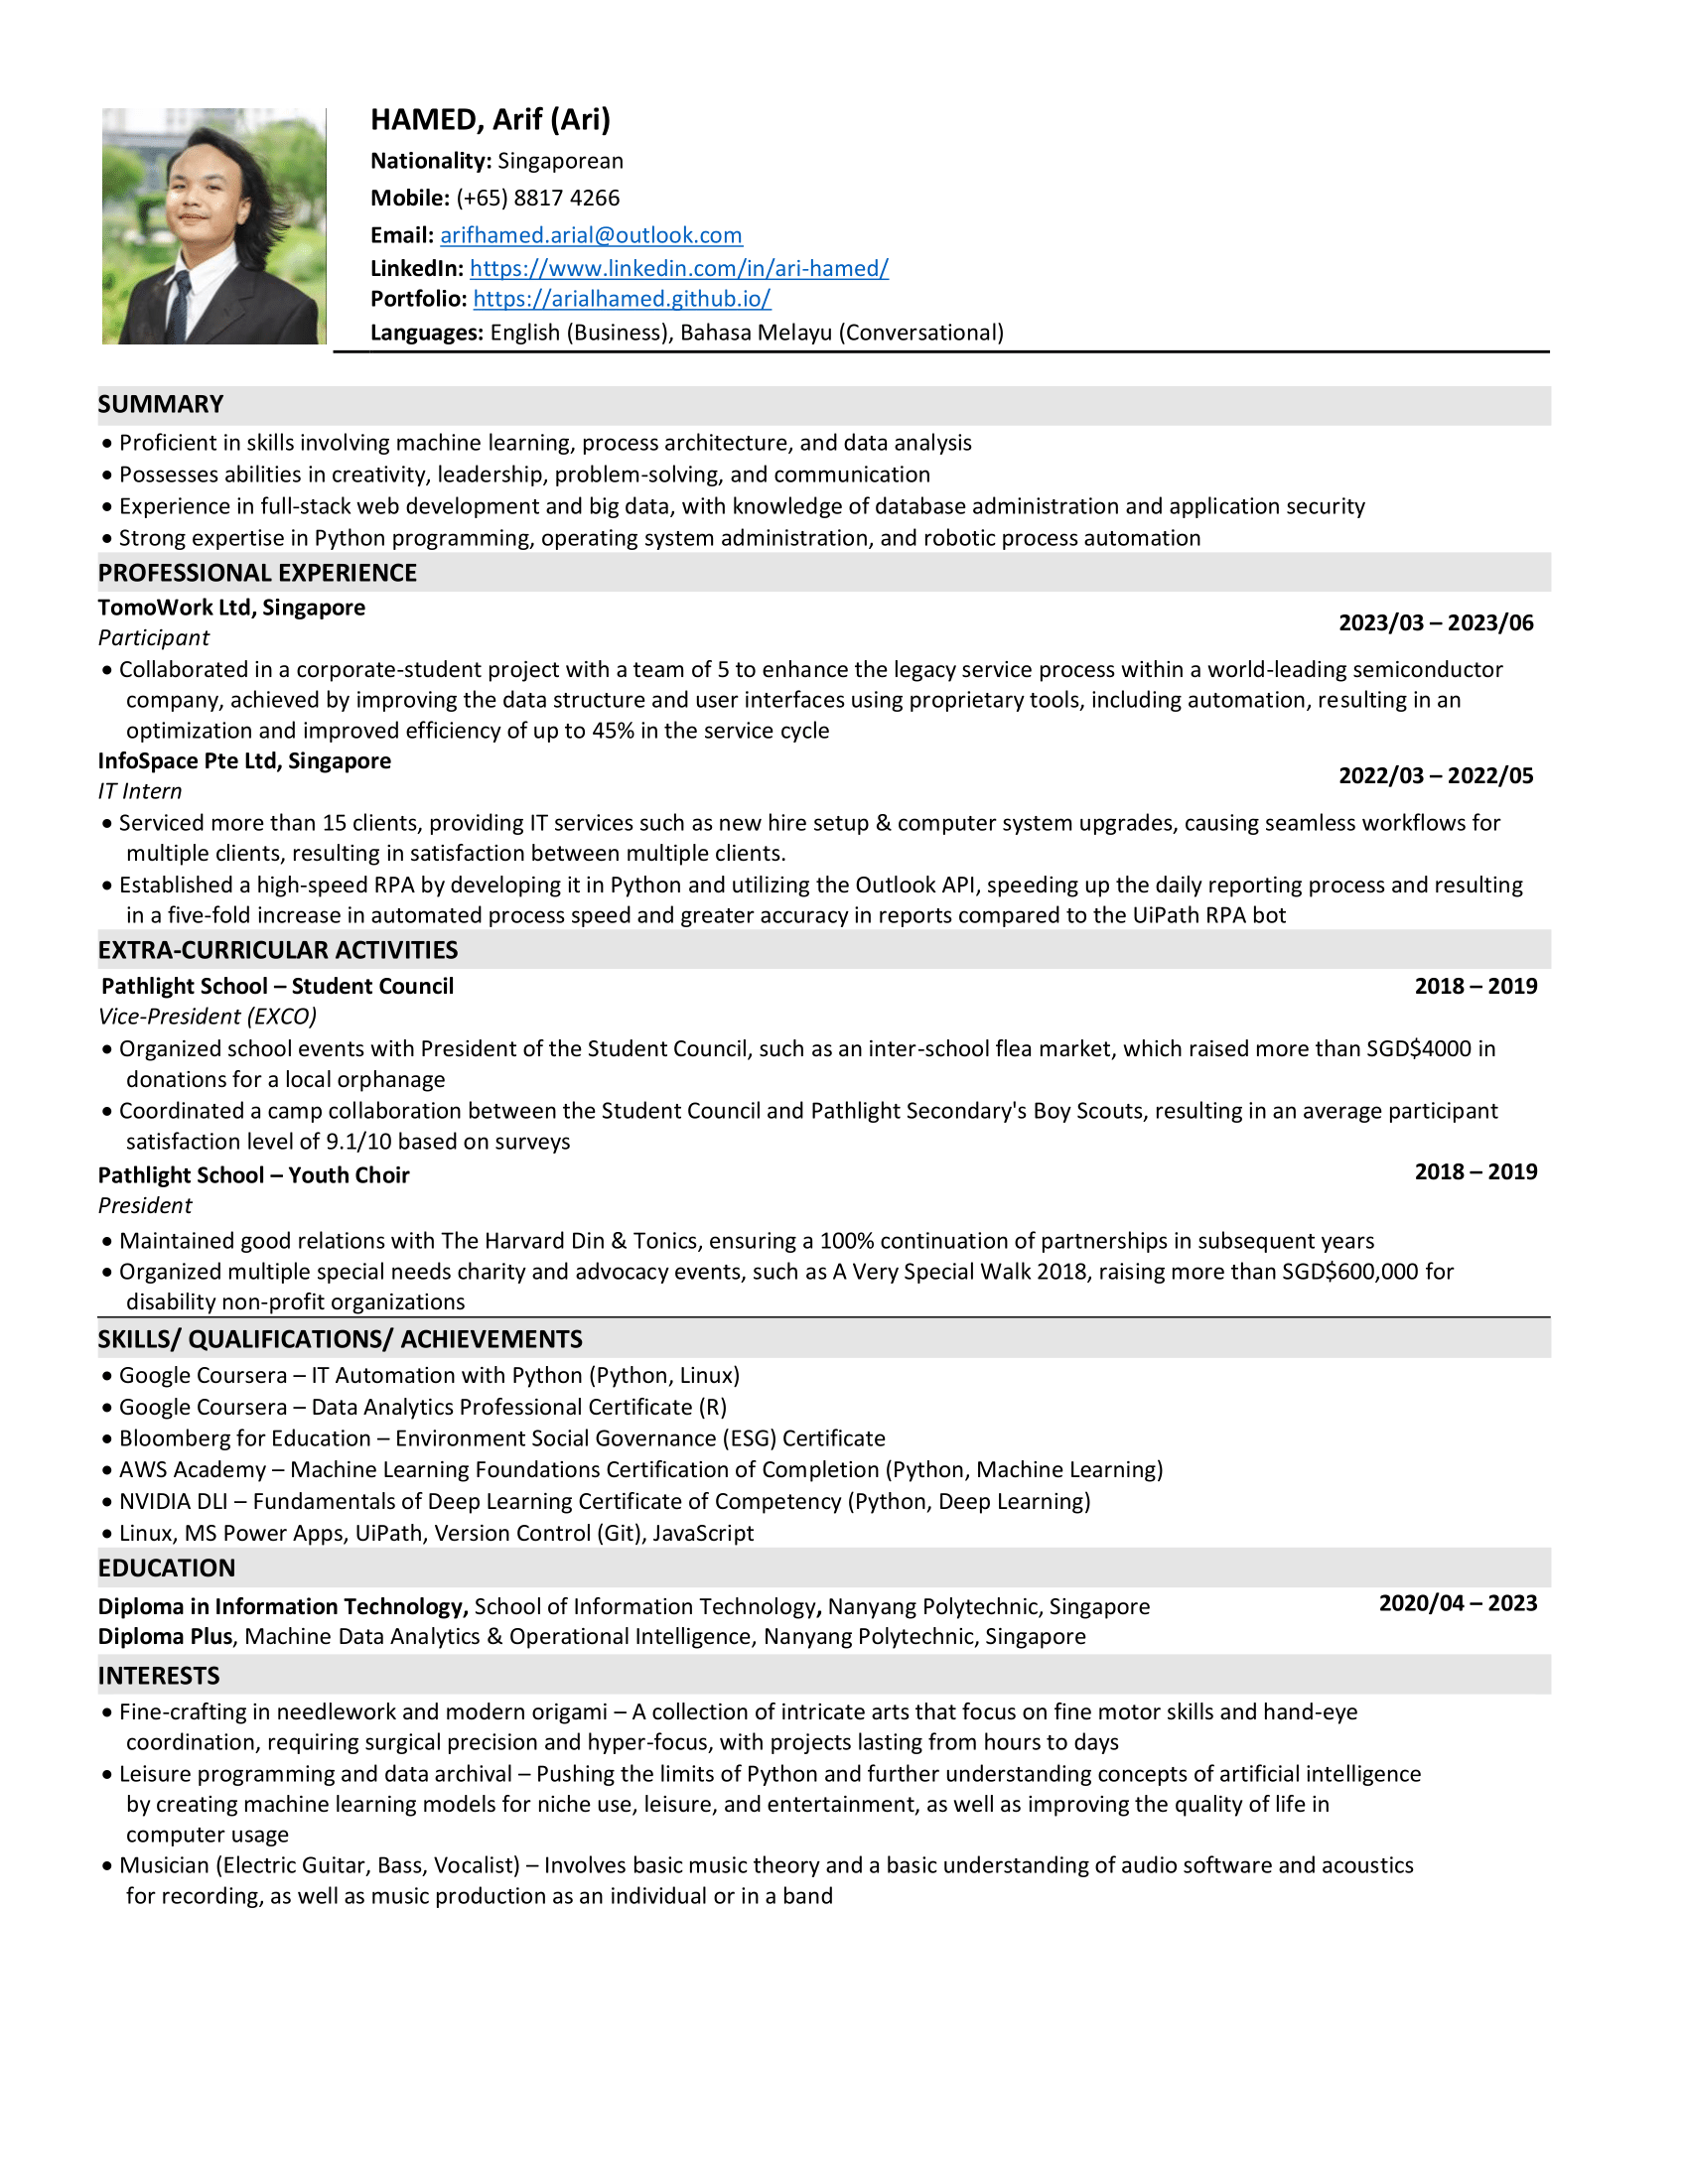 HAMED, Arif (Ari)
Nationality: Singaporean
Mobile: (+65) 8817 4266
Email: arifhamed.arial@outlook.com
LinkedIn: https://www.linkedin.com/in/ari-hamed/
Portfolio: https://arialhamed.github.io/
Languages: English (Business), Bahasa Melayu (Conversational)
SUMMARY
• Proficient in skills involving machine learning, process architecture, and data analysis
• Possesses abilities in creativity, leadership, problem-solving, and communication
• Experience in full-stack web development and big data, with knowledge of database administration and application security
• Strong expertise in Python programming, operating system administration, and robotic process automation
PROFESSIONAL EXPERIENCE
TomoWork Ltd, Singapore
2023/03 – 2023/06
Participant
• Collaborated in a corporate-student project with a team of 5 to enhance the legacy service process within a world-leading semiconductor
company, achieved by improving the data structure and user interfaces using proprietary tools, including automation, resulting in an
optimization and improved efficiency of up to 45% in the service cycle
InfoSpace Pte Ltd, Singapore
2022/03 – 2022/05
IT Intern
• Serviced more than 15 clients, providing IT services such as new hire setup & computer system upgrades, causing seamless workflows for
multiple clients, resulting in satisfaction between multiple clients.
• Established a high-speed RPA by developing it in Python and utilizing the Outlook API, speeding up the daily reporting process and resulting
in a five-fold increase in automated process speed and greater accuracy in reports compared to the UiPath RPA bot
EXTRA-CURRICULAR ACTIVITIES
Pathlight School – Student Council 2018 – 2019
Vice-President (EXCO)
• Organized school events with President of the Student Council, such as an inter-school flea market, which raised more than SGD$4000 in
donations for a local orphanage
• Coordinated a camp collaboration between the Student Council and Pathlight Secondary's Boy Scouts, resulting in an average participant
satisfaction level of 9.1/10 based on surveys
Pathlight School – Youth Choir 2018 – 2019
President
• Maintained good relations with The Harvard Din & Tonics, ensuring a 100% continuation of partnerships in subsequent years
• Organized multiple special needs charity and advocacy events, such as A Very Special Walk 2018, raising more than SGD$600,000 for
disability non-profit organizations
SKILLS/ QUALIFICATIONS/ ACHIEVEMENTS
• Google Coursera – IT Automation with Python (Python, Linux)
• Google Coursera – Data Analytics Professional Certificate (R)
• Bloomberg for Education – Environment Social Governance (ESG) Certificate
• AWS Academy – Machine Learning Foundations Certification of Completion (Python, Machine Learning)
• NVIDIA DLI – Fundamentals of Deep Learning Certificate of Competency (Python, Deep Learning)
• Linux, MS Power Apps, UiPath, Version Control (Git), JavaScript
EDUCATION
Diploma in Information Technology, School of Information Technology, Nanyang Polytechnic, Singapore 2020/04 – 2023
Diploma Plus, Machine Data Analytics & Operational Intelligence, Nanyang Polytechnic, Singapore
INTERESTS
• Fine-crafting in needlework and modern origami – A collection of intricate arts that focus on fine motor skills and hand-eye
coordination, requiring surgical precision and hyper-focus, with projects lasting from hours to days
• Leisure programming and data archival – Pushing the limits of Python and further understanding concepts of artificial intelligence
by creating machine learning models for niche use, leisure, and entertainment, as well as improving the quality of life in
computer usage
• Musician (Electric Guitar, Bass, Vocalist) – Involves basic music theory and a basic understanding of audio software and acoustics
for recording, as well as music production as an individual or in a band